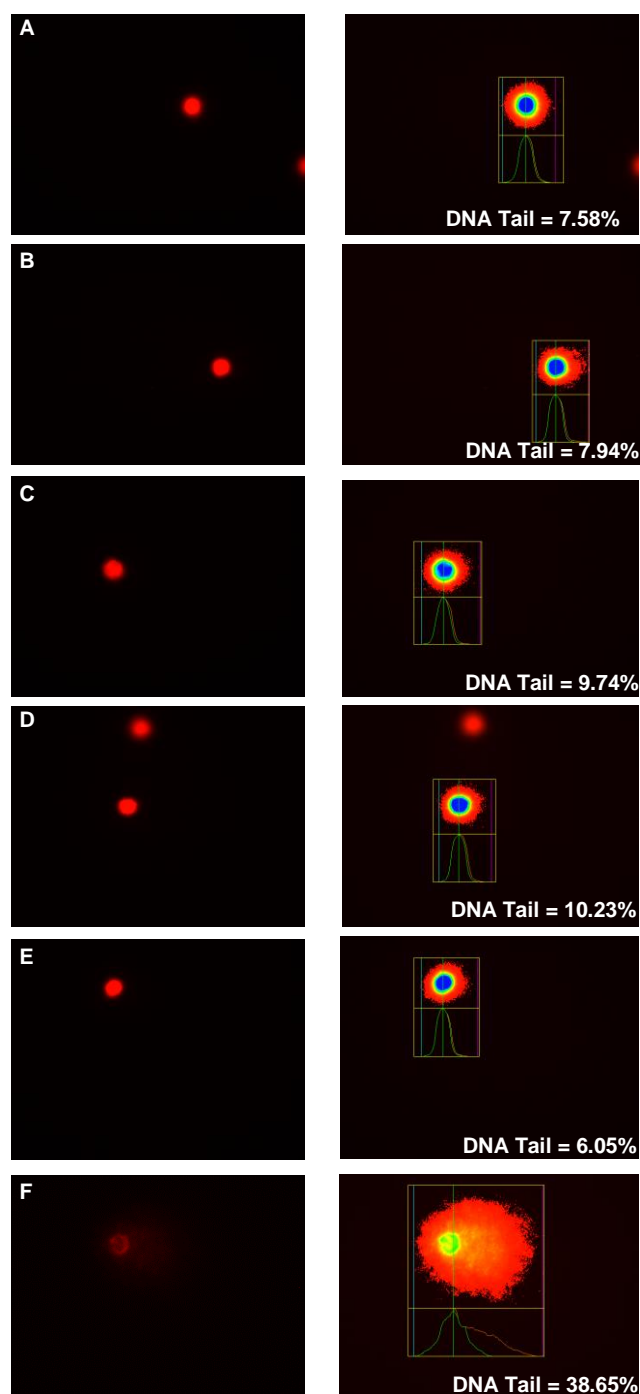 A
DNA Tail = 7.58%
B
DNA Tail = 7.94%
C
DNA Tail = 9.74%
D
DNA Tail = 10.23%
E
DNA Tail = 6.05%
F
DNA Tail = 38.65%